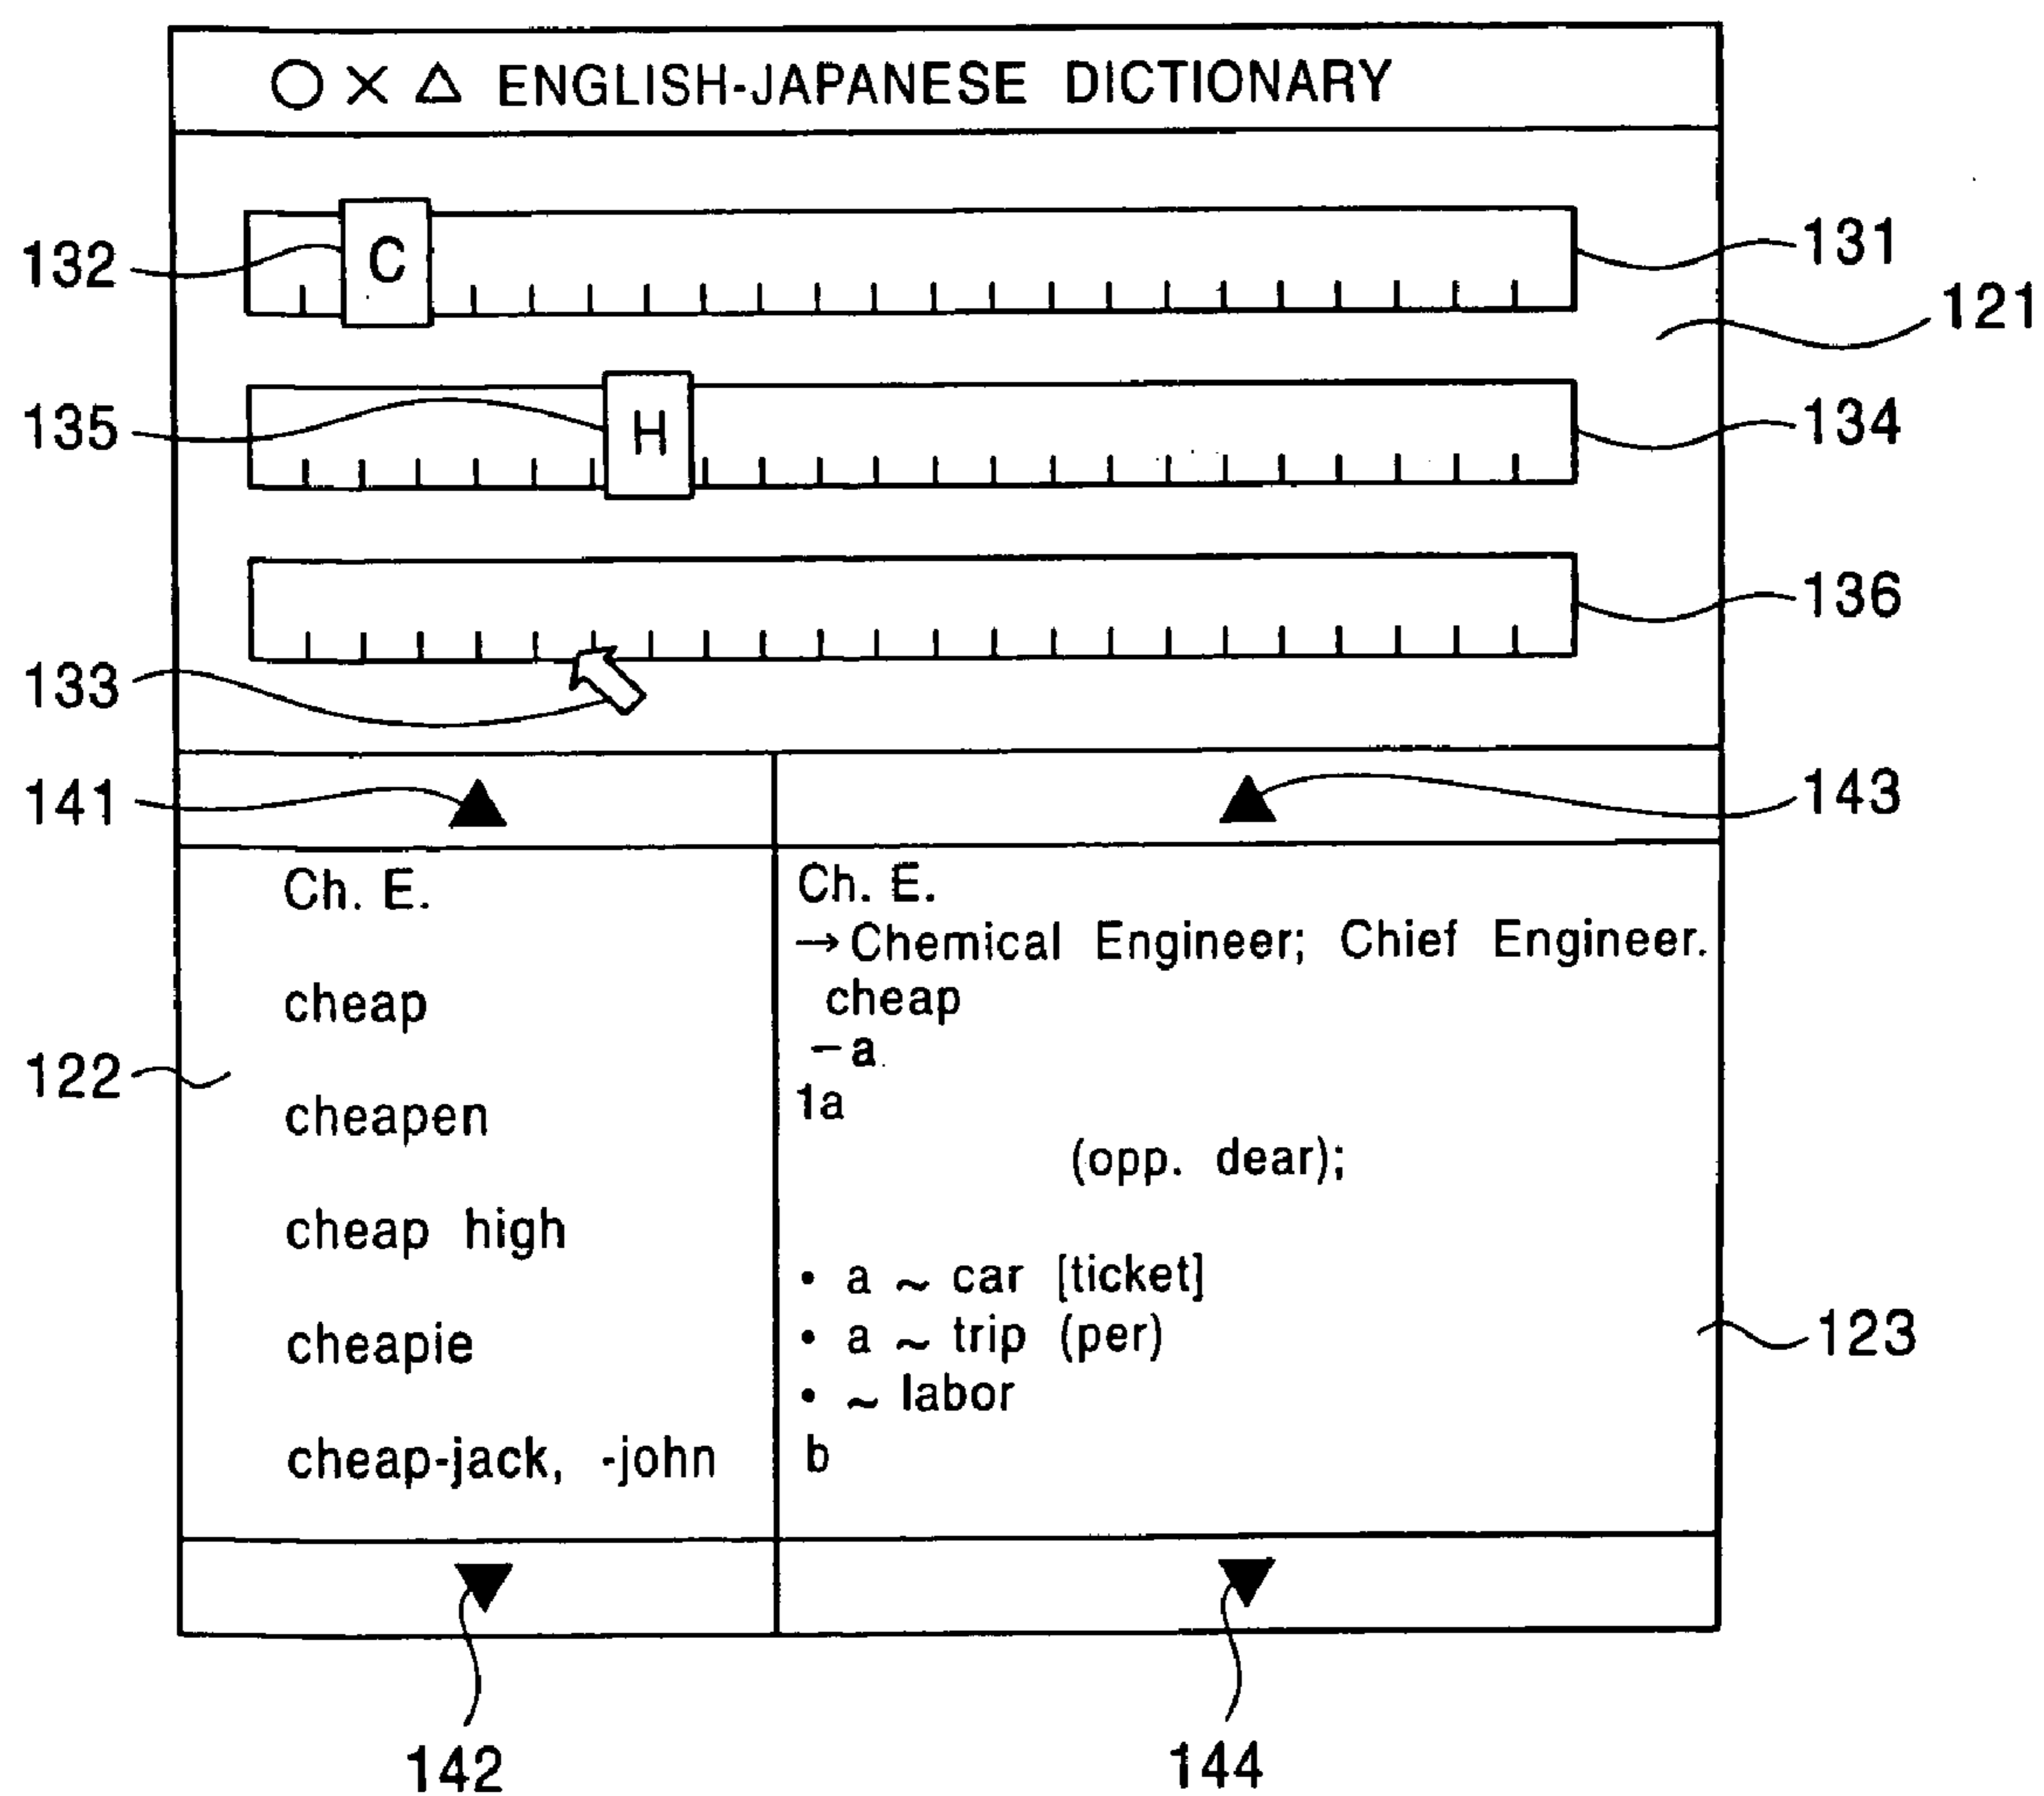 ○×△ ENGLISH-JAPANESE DICTIONARY
132
C
131
121
135
H
134
136
133
141
143
Ch. E.
cheap
cheapen
cheap high
cheapie
cheap-jack, -john
122
Ch. E.
→Chemical Engineer; Chief Engineer.
cheap
－a
1a
(opp. dear);
• a ~ car [ticket]
• a ~ trip (per)
• ~ labor
b
123
142
144